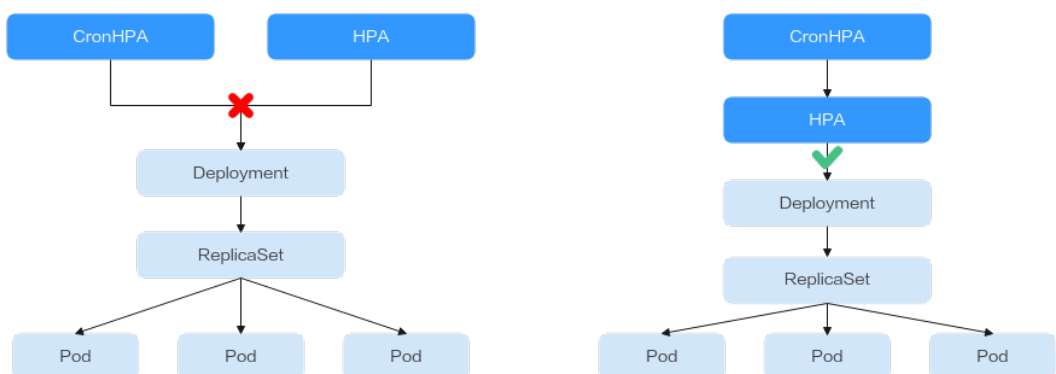 CronHPA
HPA
Deployment
ReplicaSet
Pod
Pod
Pod
CronHPA
HPA
Deployment
ReplicaSet
Pod
Pod
Pod